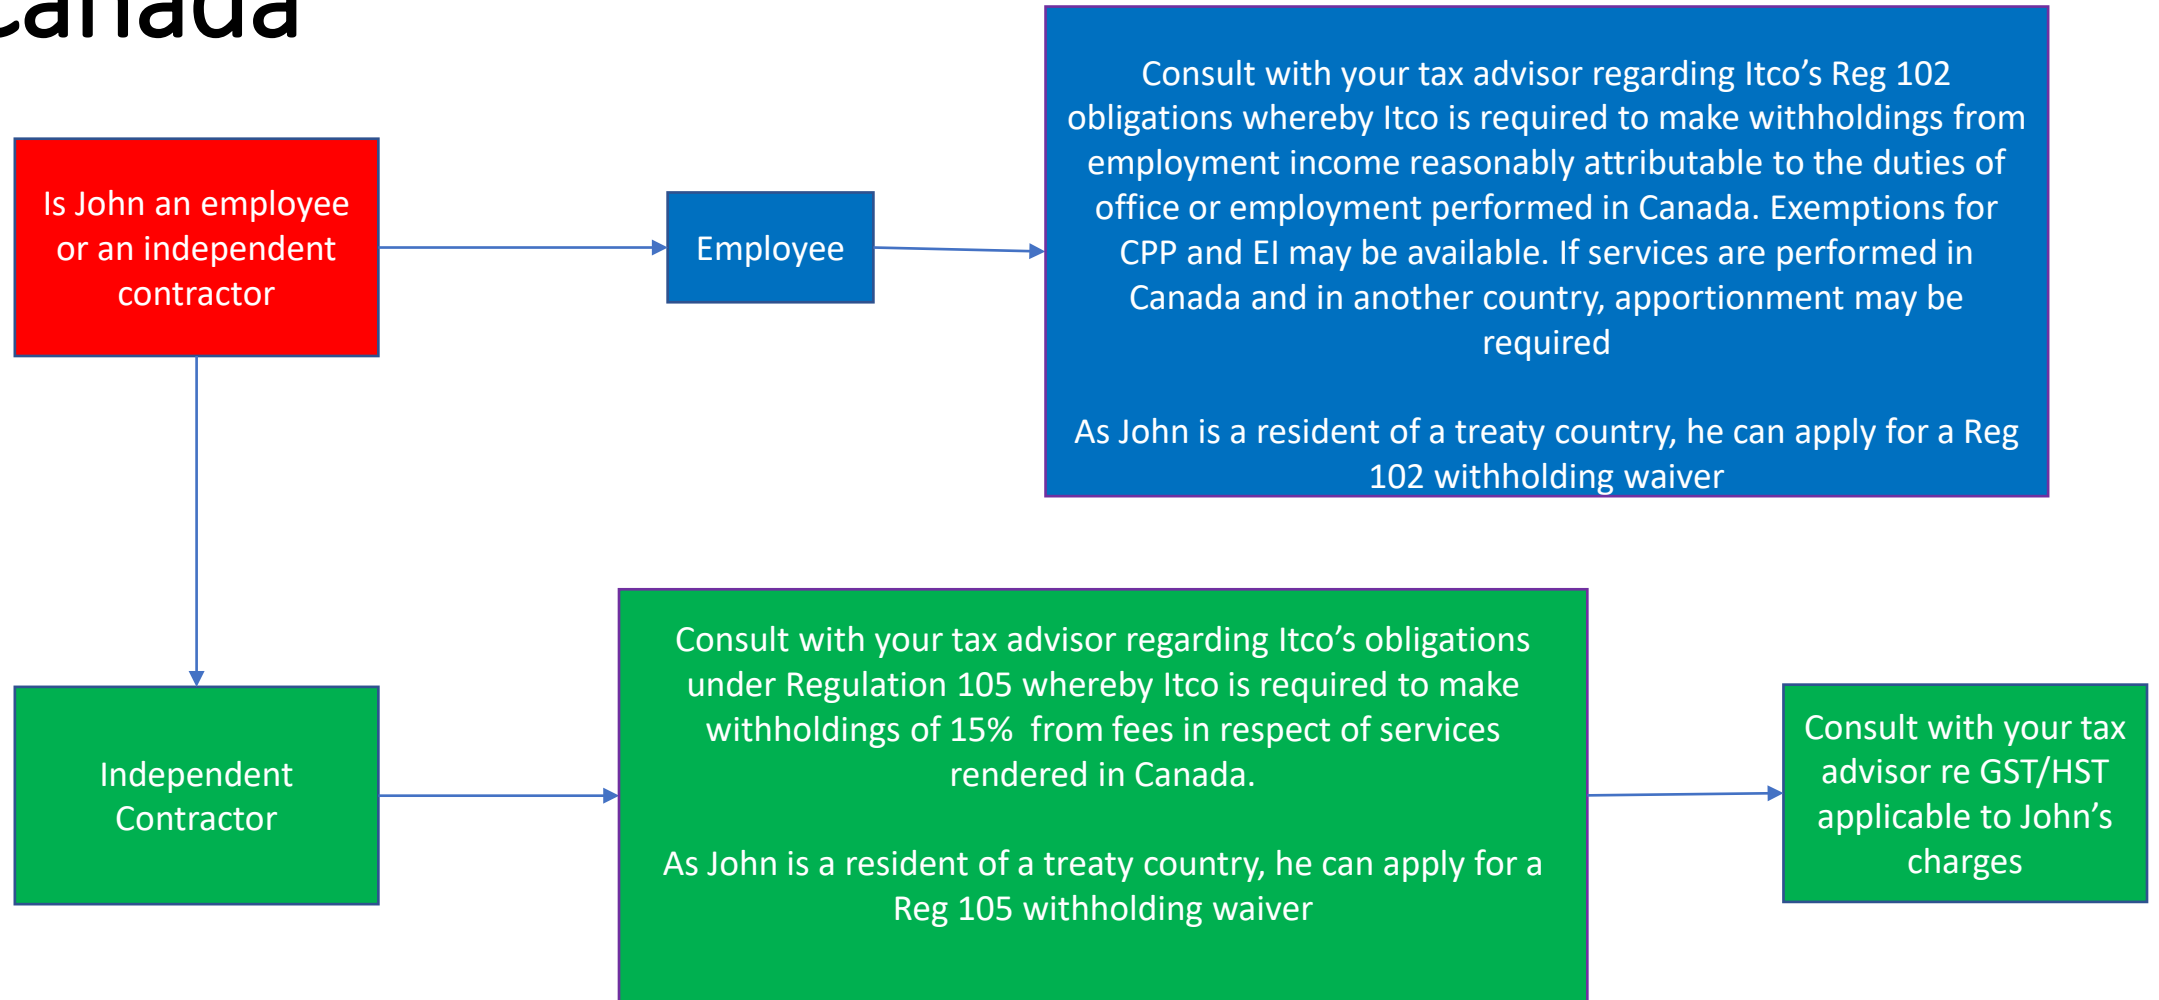 Canada
Is John an employee
or an independent
contractor
Employee
Consult with your tax advisor regarding Itco’s Reg 102
obligations whereby Itco is required to make withholdings from
employment income reasonably attributable to the duties of
office or employment performed in Canada. Exemptions for
CPP and EI may be available. If services are performed in
Canada and in another country, apportionment may be
required
As John is a resident of a treaty country, he can apply for a Reg
102 withholding waiver
Independent
Contractor
Consult with your tax advisor regarding Itco’s obligations
under Regulation 105 whereby Itco is required to make
withholdings of 15%  from fees in respect of services
rendered in Canada.
As John is a resident of a treaty country, he can apply for a
Reg 105 withholding waiver
Consult with your tax
advisor re GST/HST
applicable to John’s
charges